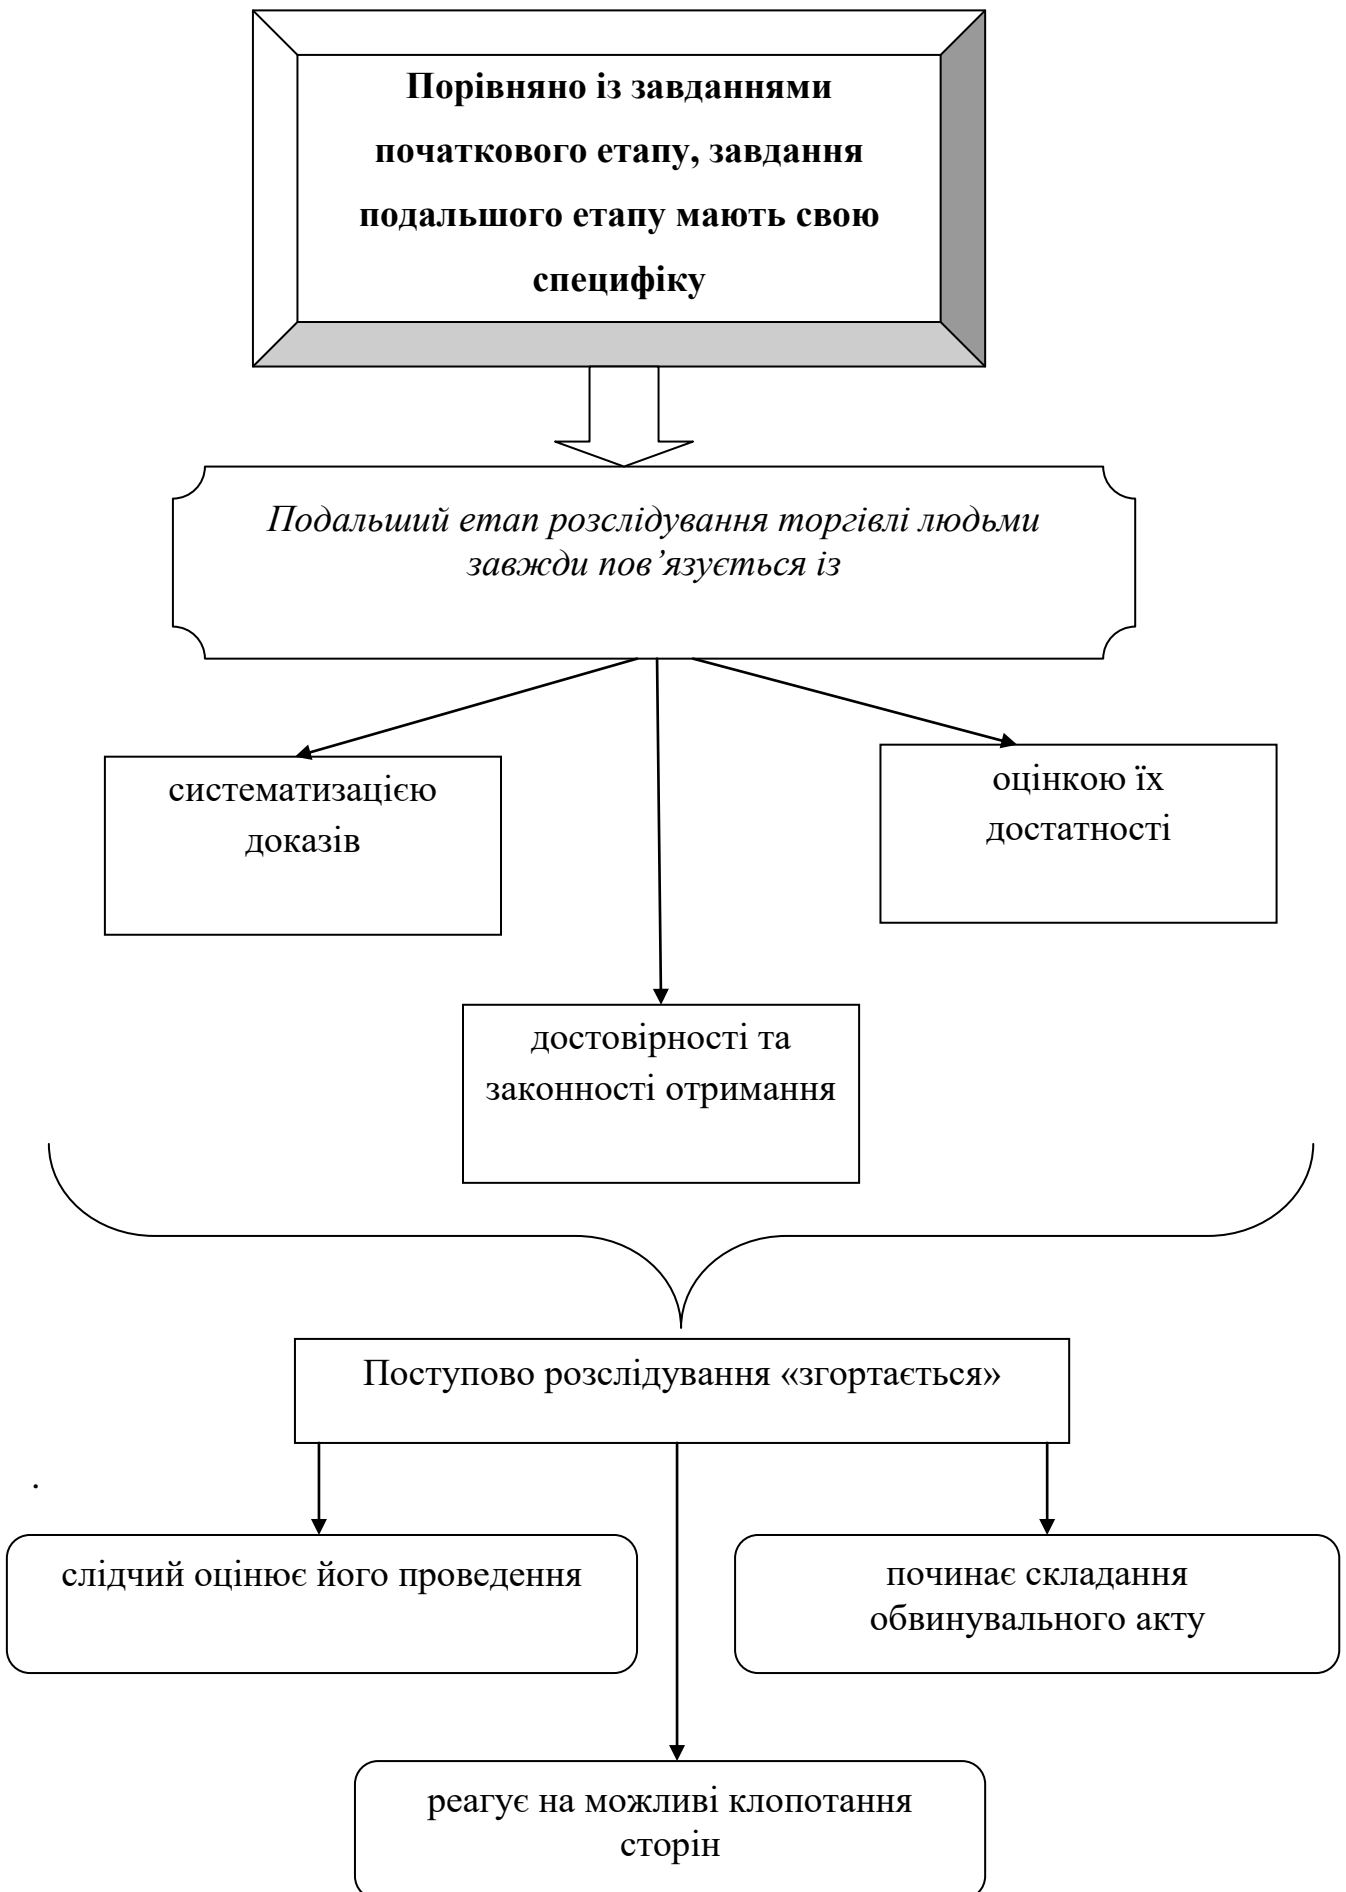 Порівняно із завданнями
початкового етапу, завдання
подальшого етапу мають свою
специфіку
Подальший етап розслідування торгівлі людьми
завжди пов’язується із
систематизацією
доказів
оцінкою їх
достатності
достовірності та
законності отримання
Поступово розслідування «згортається»
.
слідчий оцінює його проведення
починає складання
обвинувального акту
реагує на можливі клопотання
сторін